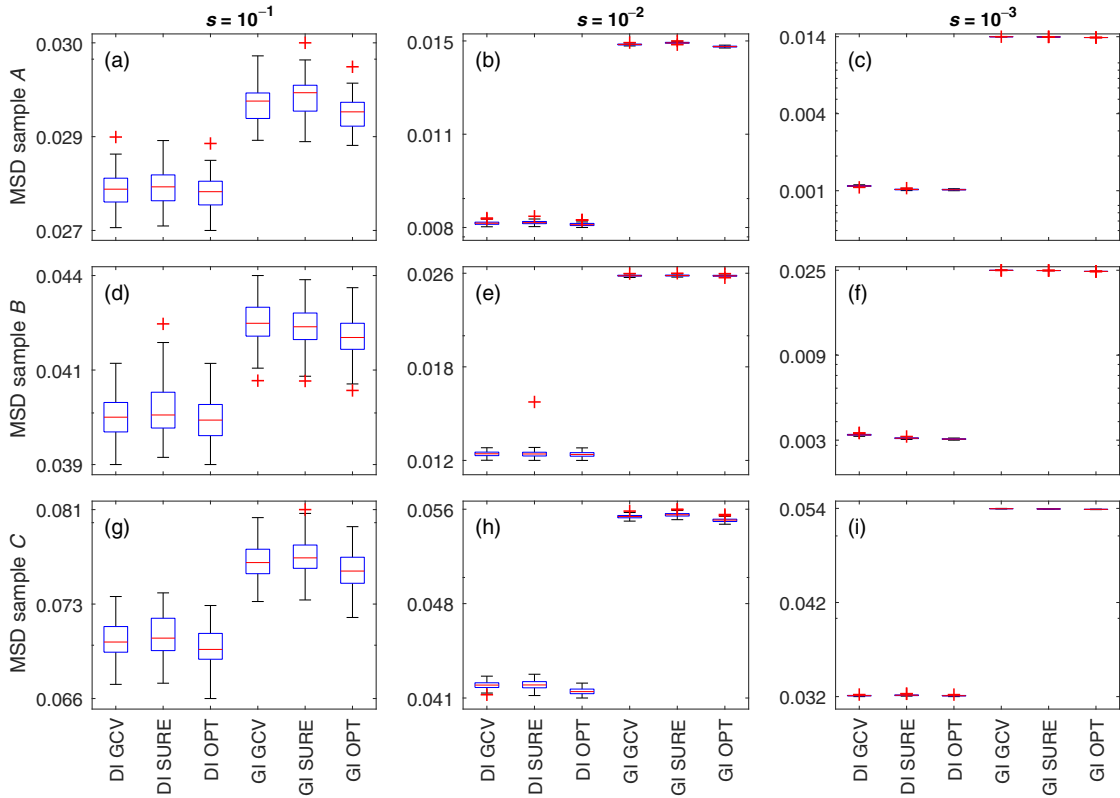 s = 10⁻¹
s = 10⁻²
s = 10⁻³
MSD sample A
0.030
0.029
0.027
(a)
0.015
0.011
0.008
(b)
0.014
0.004
0.001
(c)
MSD sample B
0.044
0.041
0.039
(d)
0.026
0.018
0.012
(e)
0.025
0.009
0.003
(f)
MSD sample C
0.081
0.073
0.066
(g)
0.056
0.048
0.041
(h)
0.054
0.042
0.032
(i)
DI GCV
DI SURE
DI OPT
GI GCV
GI SURE
GI OPT
DI GCV
DI SURE
DI OPT
GI GCV
GI SURE
GI OPT
DI GCV
DI SURE
DI OPT
GI GCV
GI SURE
GI OPT